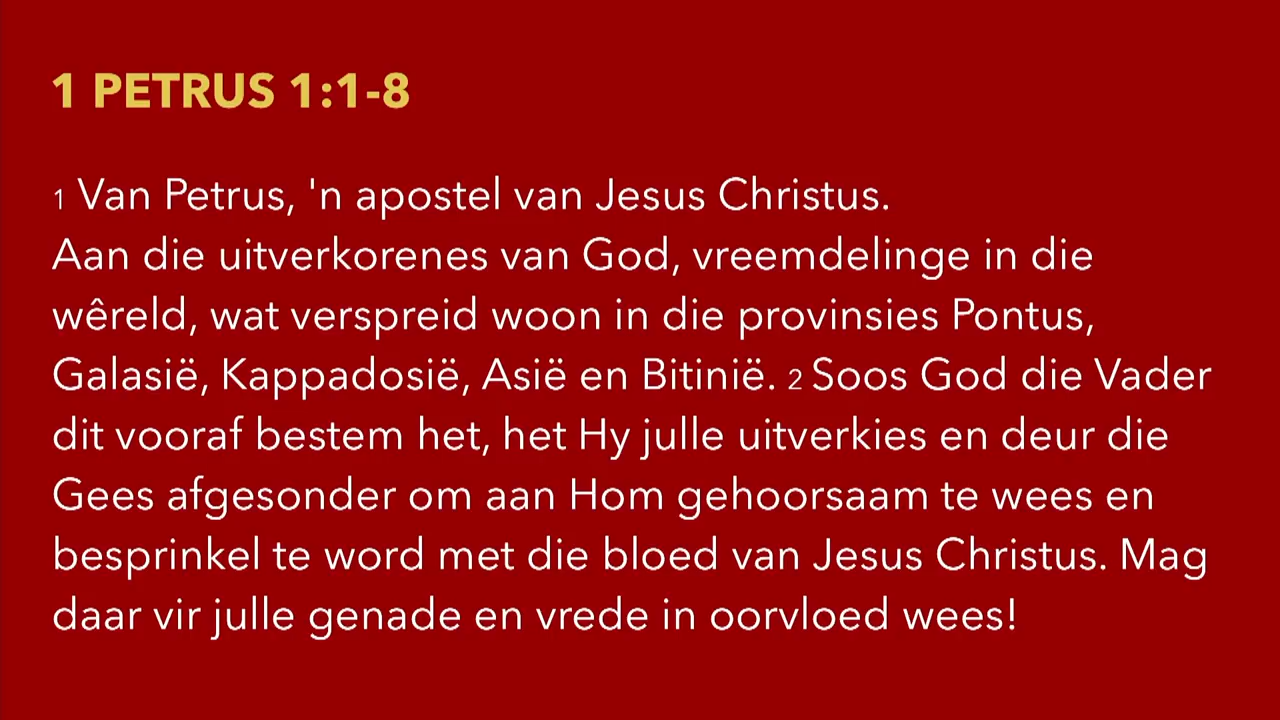 1 PETRUS 1:1-8
1 Van Petrus, 'n apostel van Jesus Christus.
Aan die uitverkorenes van God, vreemdelinge in die
wêreld, wat verspreid woon in die provinsies Pontus,
Galasië, Kappadosië, Asië en Bitinië. 2 Soos God die Vader
dit vooraf bestem het, het Hy julle uitverkies en deur die
Gees afgesonder om aan Hom gehoorsaam te wees en
besprinkel te word met die bloed van Jesus Christus. Mag
daar vir julle genade en vrede in oorvloed wees!